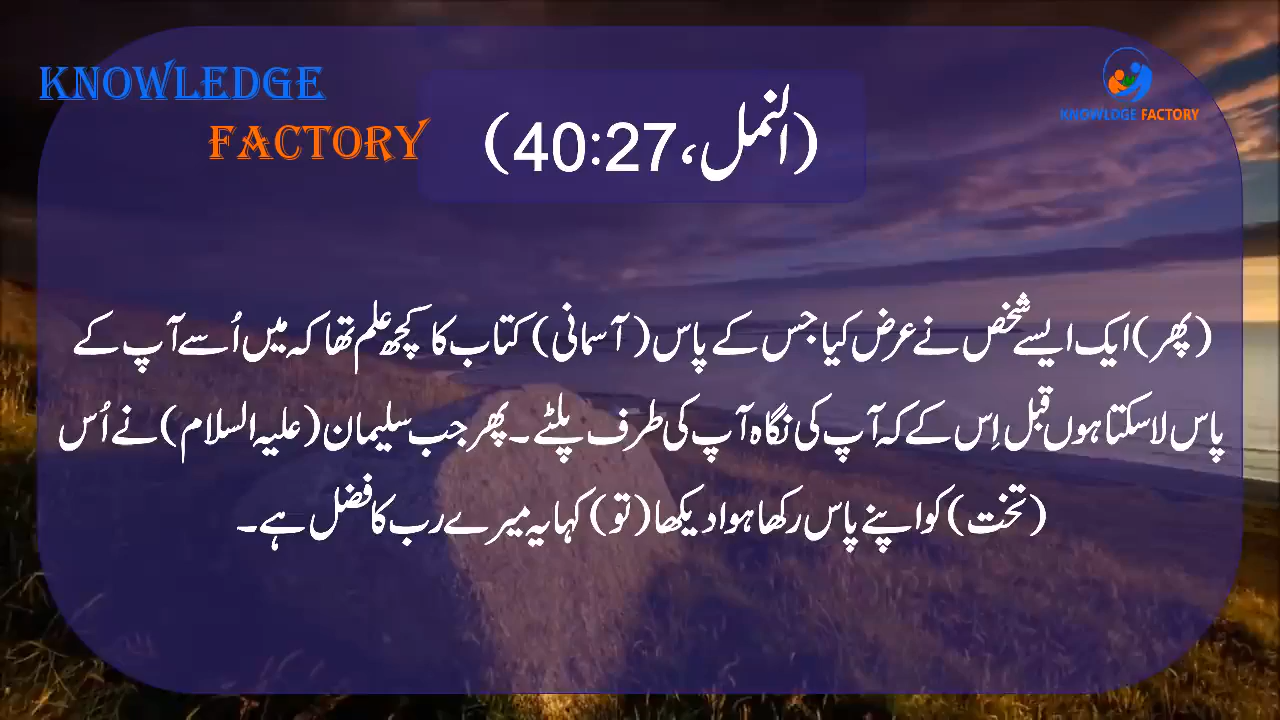 KNOWLEDGE
FACTORY
KNOWLDGE FACTORY
(النمل، 40:27)
(پھر) ایک ایسے شخص نے عرض کیا جس کے پاس (آسمانی) کتاب کا کچھ علم تھا کہ میں اُسے آپ کے
پاس لا سکتا ہوں قبل اِس کے کہ آپ کی نگاہ آپ کی طرف پلٹے۔ پھر جب سلیمان (علیہ السلام) نے اُس
(تخت) کو اپنے پاس رکھا ہوا دیکھا (تو) کہا یہ میرے رب کا فضل ہے۔